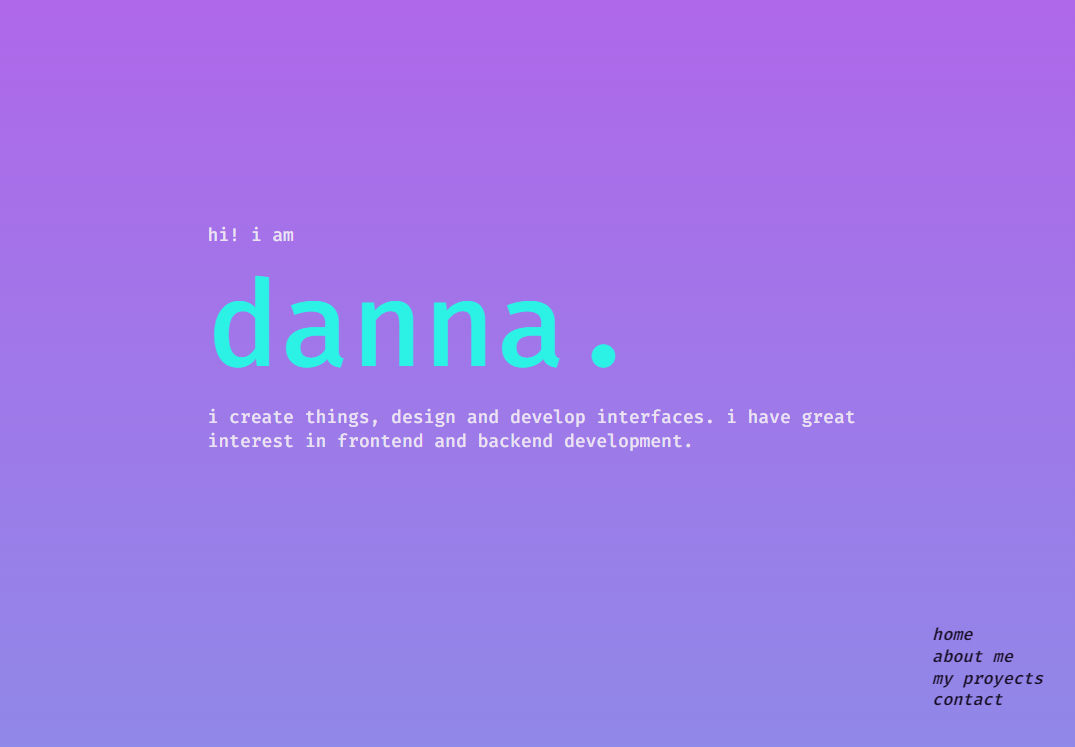 hi! i am
danna.
i create things, design and develop interfaces. i have great
interest in frontend and backend development.
home
about me
my proyects
contact